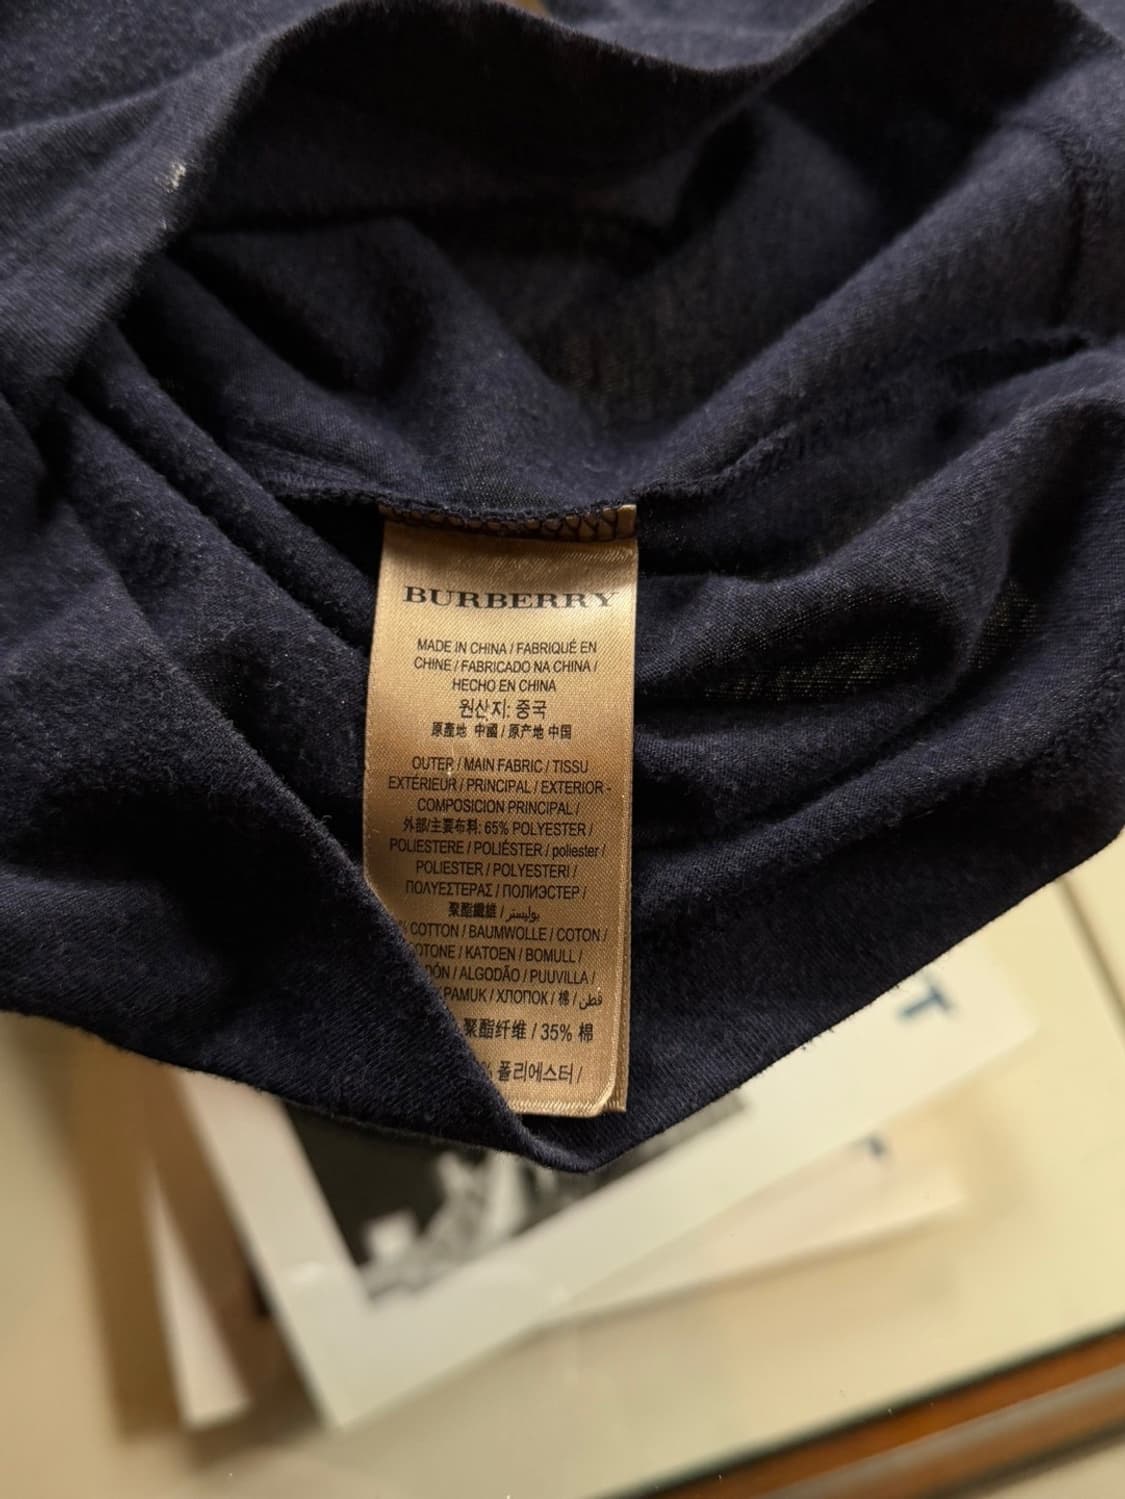 BURBERRY
MADE IN CHINA / FABRIQUÉ EN
CHINE / FABRICADO NA CHINA /
HECHO EN CHINA
원산지: 중국
原產地 中國 / 原产地 中国
OUTER / MAIN FABRIC / TISSU
EXTÉRIEUR / PRINCIPAL / EXTERIOR -
COMPOSICION PRINCIPAL /
外部/主要布料: 65% POLYESTER /
POLIESTERE / POLIÉSTER / poliester /
POLIESTER / POLYESTERI /
ΠΟΛΥΕΣΤΕΡΑΣ / ПОЛИЭСТЕР /
聚酯纖維 / بوليستر
% COTTON / BAUMWOLLE / COTON /
OTONE / KATOEN / BOMULL /
DÓN / ALGODÃO / PUUVILLA /
PAMUK / ХЛОПОК / 棉 / قطن
聚酯纤维 / 35% 棉
% 폴리에스터 /